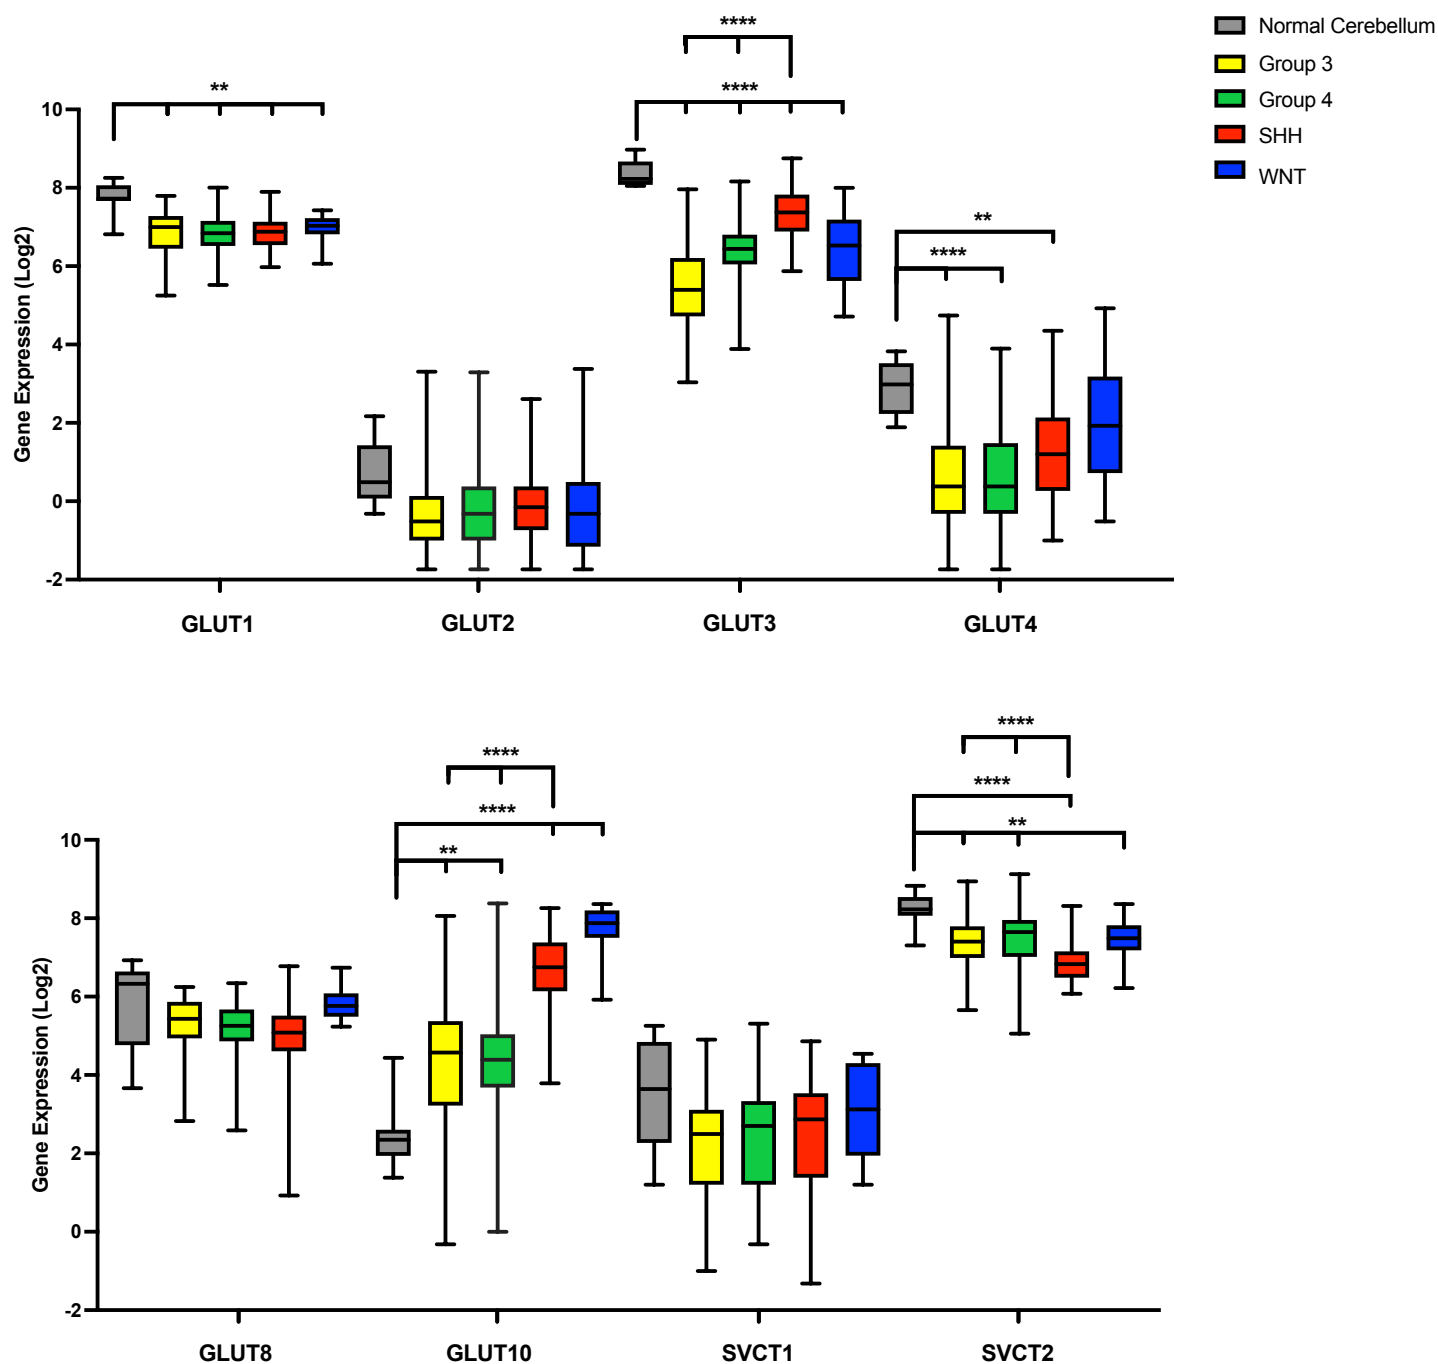 ****
Normal Cerebellum
Group 3
Group 4
SHH
WNT
**
****
10
8
6
4
2
0
-2
Gene Expression (Log2)
**
****
GLUT1
GLUT2
GLUT3
GLUT4
****
****
****
****
**
**
10
8
6
4
2
0
-2
Gene Expression (Log2)
GLUT8
GLUT10
SVCT1
SVCT2